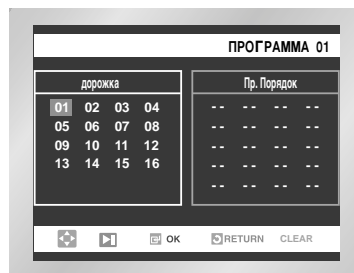 ПРОГРАММА 01
дорожка Пр. Порядок
01 02 03 04 -- -- -- --
05 06 07 08 -- -- -- --
09 10 11 12 -- -- -- --
13 14 15 16 -- -- -- --
-- -- -- --
OK RETURN CLEAR